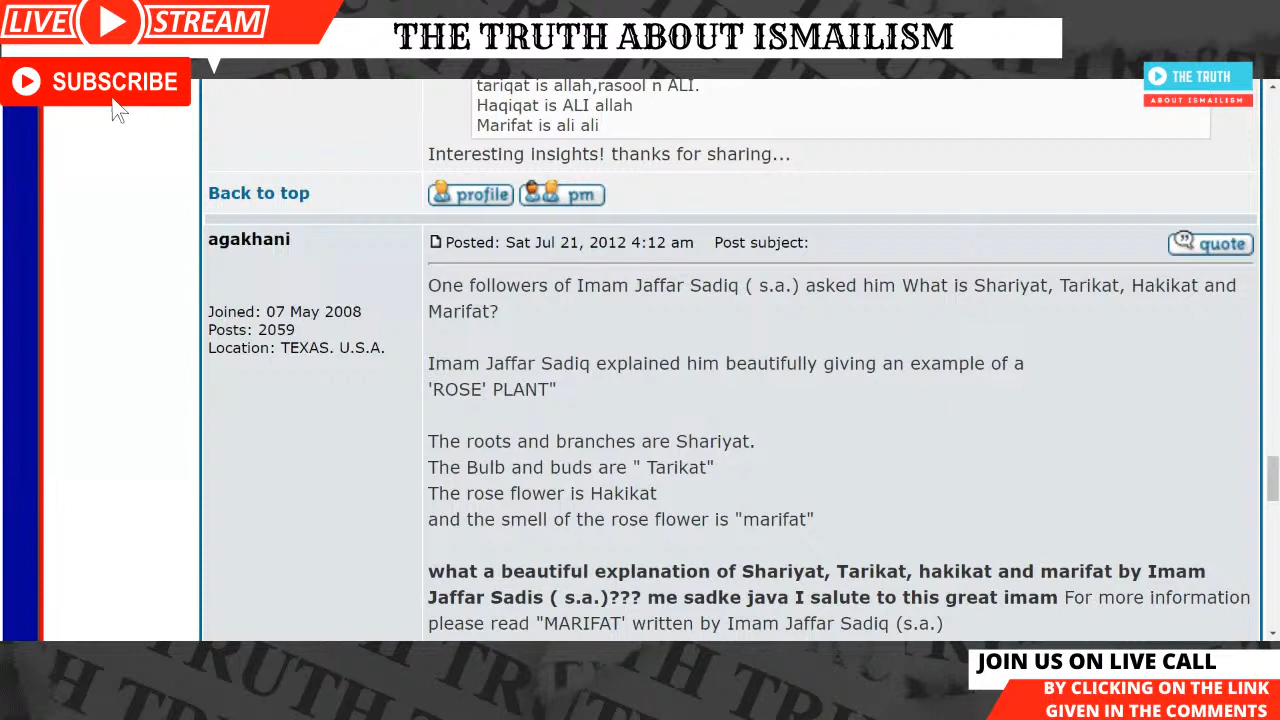 LIVE STREAM
THE TRUTH ABOUT ISMAILISM
SUBSCRIBE
THE TRUTH
ABOUT ISMAILISM
tariqat is allah,rasool n ALI.
Haqiqat is ALI allah
Marifat is ali ali
Interesting insights! thanks for sharing...
Back to top
profile
pm
agakhani
Posted: Sat Jul 21, 2012 4:12 am Post subject:
quote
Joined: 07 May 2008
Posts: 2059
Location: TEXAS. U.S.A.
One followers of Imam Jaffar Sadiq ( s.a.) asked him What is Shariyat, Tarikat, Hakikat and
Marifat?
Imam Jaffar Sadiq explained him beautifully giving an example of a
'ROSE' PLANT"
The roots and branches are Shariyat.
The Bulb and buds are " Tarikat"
The rose flower is Hakikat
and the smell of the rose flower is "marifat"
what a beautiful explanation of Shariyat, Tarikat, hakikat and marifat by Imam
Jaffar Sadis ( s.a.)??? me sadke java I salute to this great imam For more information
please read "MARIFAT' written by Imam Jaffar Sadiq (s.a.)
JOIN US ON LIVE CALL
BY CLICKING ON THE LINK
GIVEN IN THE COMMENTS